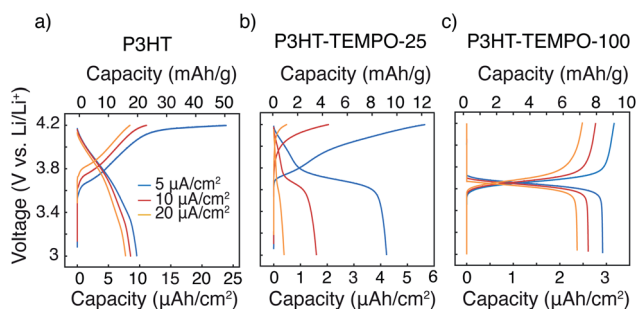 a)
P3HT
Capacity (mAh/g)
0 10 20 30 40 50
Voltage (V vs. Li/Li⁺)
4.2
3.8
3.4
3
5 µA/cm²
10 µA/cm²
20 µA/cm²
0 5 10 15 20 25
Capacity (µAh/cm²)
b)
P3HT-TEMPO-25
Capacity (mAh/g)
0 2 4 6 8 10 12
0 1 2 3 4 5 6
Capacity (µAh/cm²)
c)
P3HT-TEMPO-100
Capacity (mAh/g)
0 2 4 6 8 10
0 1 2 3
Capacity (µAh/cm²)